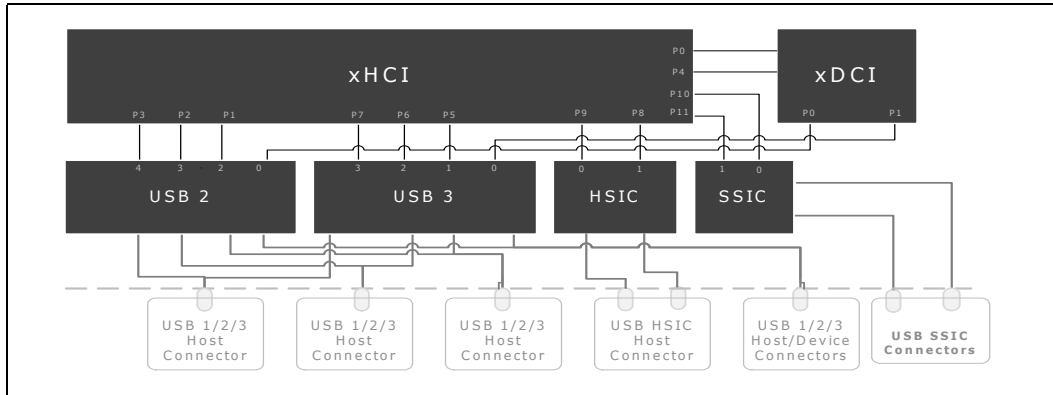 xHCI
P0
P4
P10
P11
P3 P2 P1 P7 P6 P5 P9 P8
xDCI
P0 P1
4 3 2 0
USB 2
3 2 1 0
USB 3
0 1
HSIC
1 0
SSIC
USB 1/2/3
Host
Connector
USB 1/2/3
Host
Connector
USB 1/2/3
Host
Connector
USB HSIC
Host
Connector
USB 1/2/3
Host/Device
Connectors
USB SSIC
Connectors